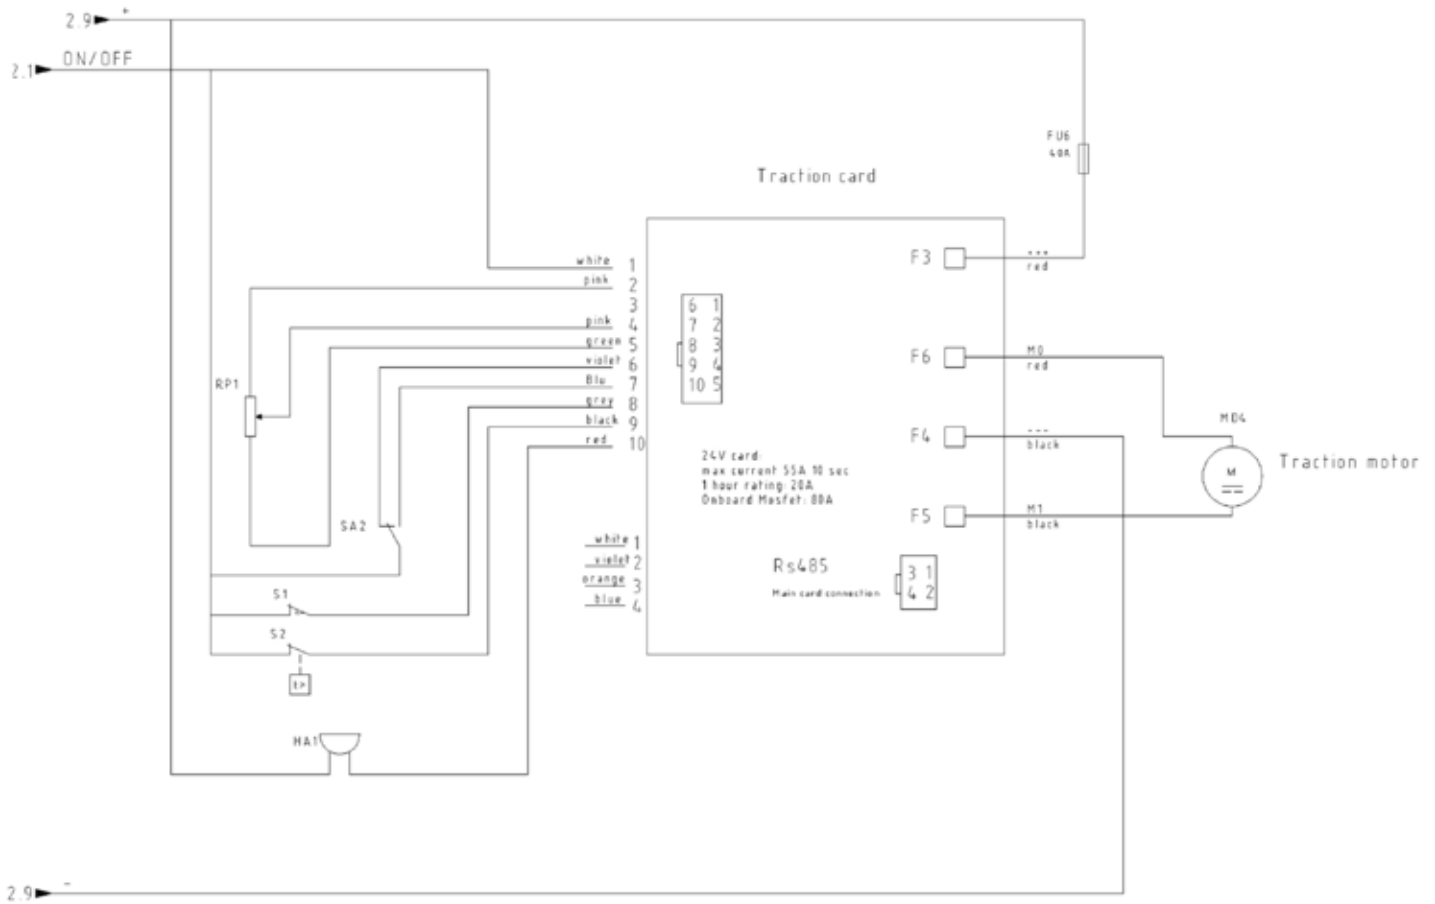 2.9 +
2.1 ON/OFF
FU6
40A
Traction card
white 1
pink 2
3
pink 4
green 5
violet 6
Blu 7
grey 8
black 9
red 10
6 1
7 2
8 3
9 4
10 5
F3
---
red
F6
M0
red
F4
---
black
F5
M1
black
RP1
MD4
M
Traction motor
24V card:
max current 55A 10 sec
1 hour rating: 20A
Onboard Mosfet: 80A
SA2
white 1
violet 2
orange 3
blue 4
Rs485
Main card connection
3 1
4 2
S1
S2
t>
HA1
2.9 -